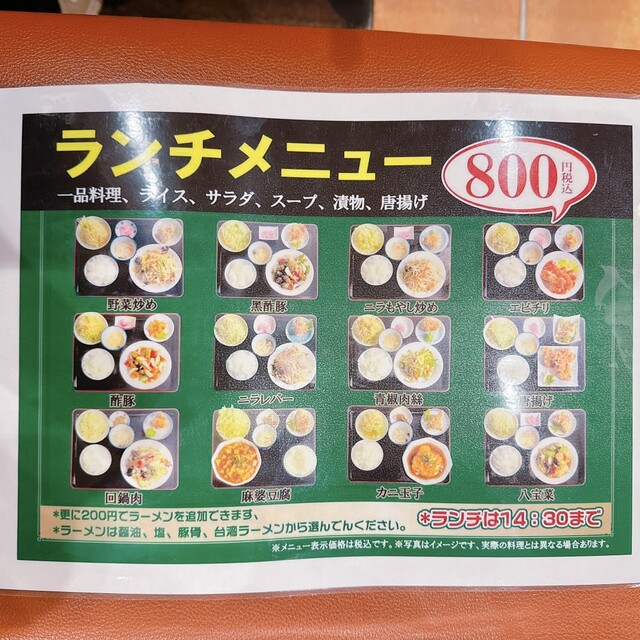 ランチメニュー
800円税込
一品料理、ライス、サラダ、スープ、漬物、唐揚げ
野菜炒め
黒酢豚
ニラもやし炒め
エビチリ
酢豚
ニラレバー
青椒肉絲
唐揚げ
回鍋肉
麻婆豆腐
カニ玉子
八宝菜
*更に200円でラーメンを追加できます、
*ラーメンは醤油、塩、豚骨、台湾ラーメンから選んてんください。
*ランチは14:30まで
※メニュー表示価格は税込です。※写真はイメージです、実際の料理とは異なる場合あります。